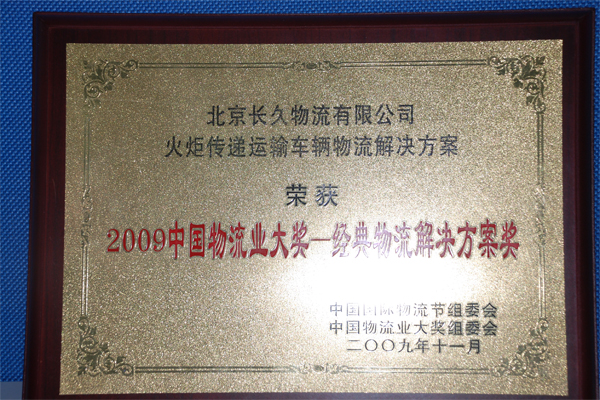 北京长久物流有限公司
火炬传递运输车辆物流解决方案
荣获
2009中国物流业大奖—经典物流解决方案奖
中国国际物流节组委会
中国物流业大奖组委会
二〇〇九年十一月